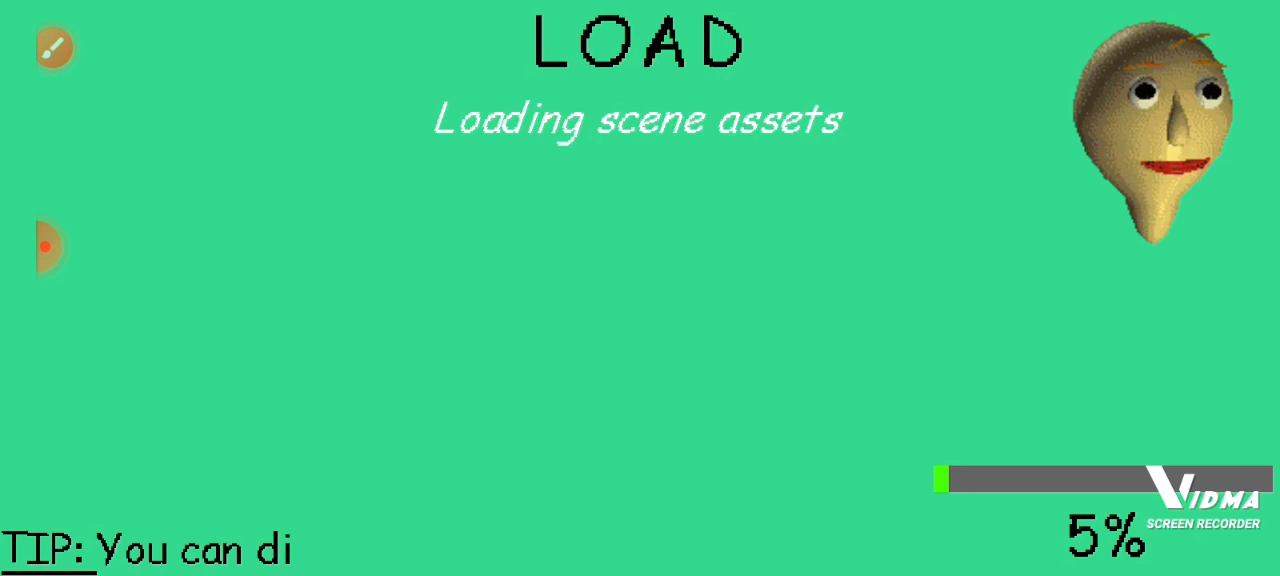 LOAD
Loading scene assets
VIDMA
SCREEN RECORDER
5%
TIP: You can di